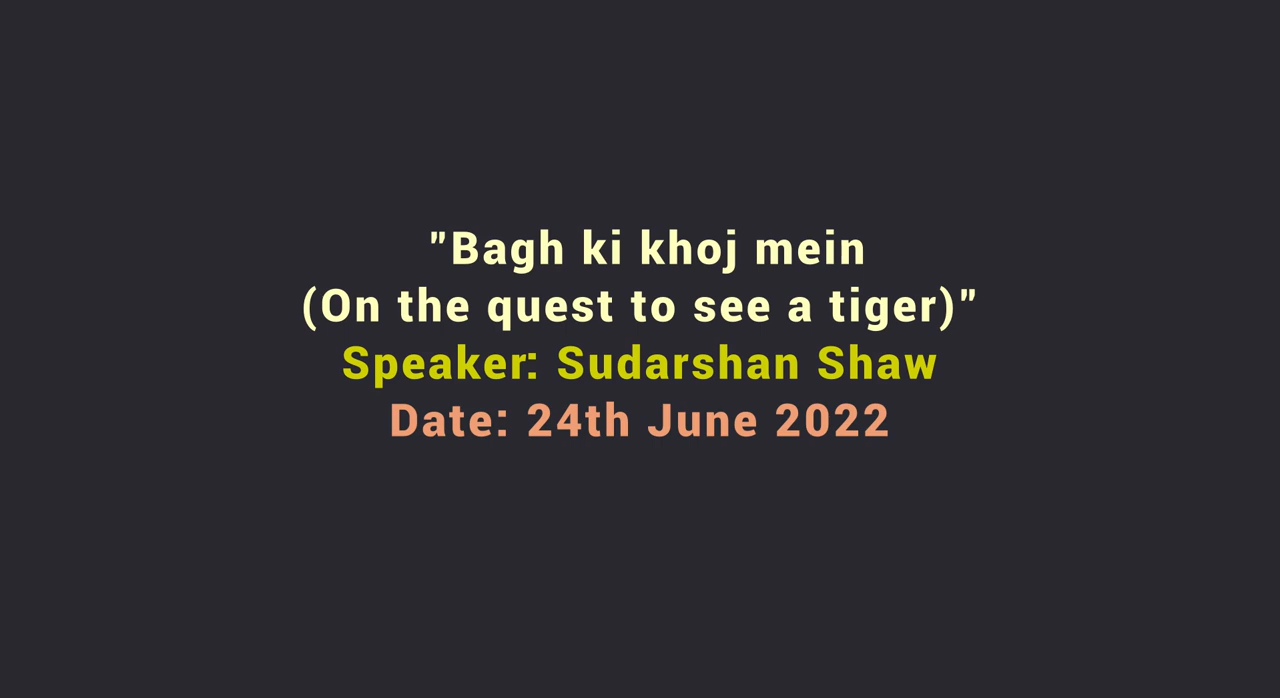 "Bagh ki khoj mein
(On the quest to see a tiger)"
Speaker: Sudarshan Shaw
Date: 24th June 2022